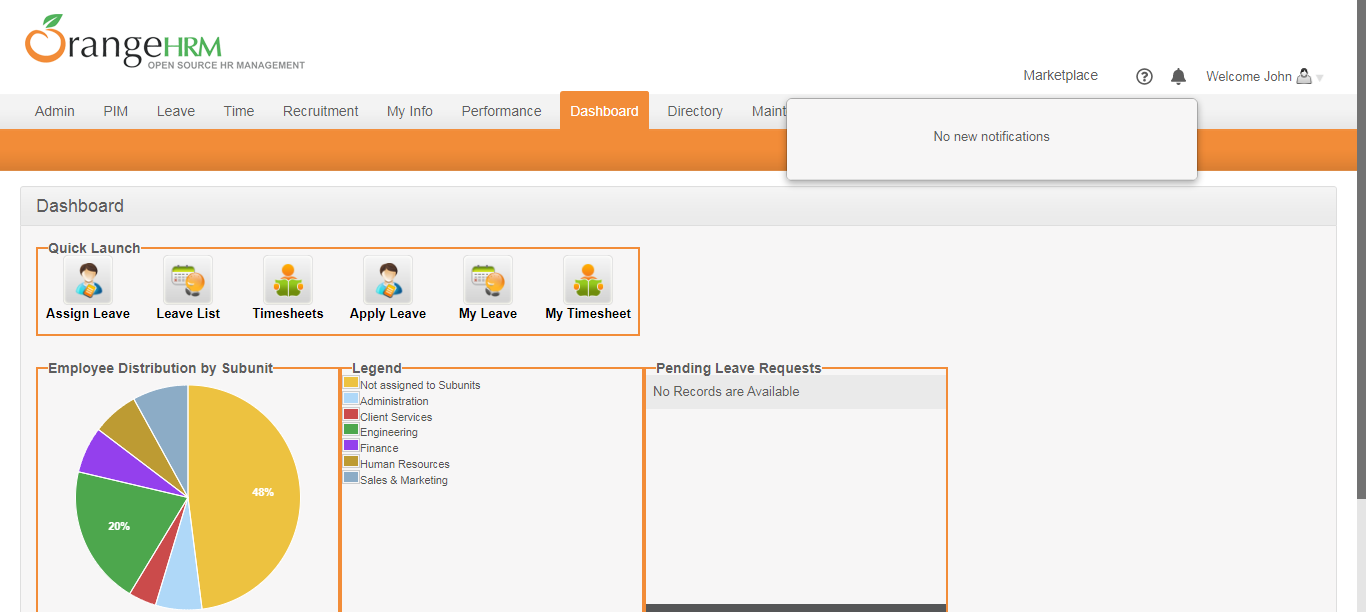 OrangeHRM
OPEN SOURCE HR MANAGEMENT
Marketplace
Welcome John
Admin PIM Leave Time Recruitment My Info Performance Dashboard Directory Maint
No new notifications
Dashboard
Quick Launch
Assign Leave Leave List Timesheets Apply Leave My Leave My Timesheet
Employee Distribution by Subunit
48%
20%
Legend
Not assigned to Subunits
Administration
Client Services
Engineering
Finance
Human Resources
Sales & Marketing
Pending Leave Requests
No Records are Available